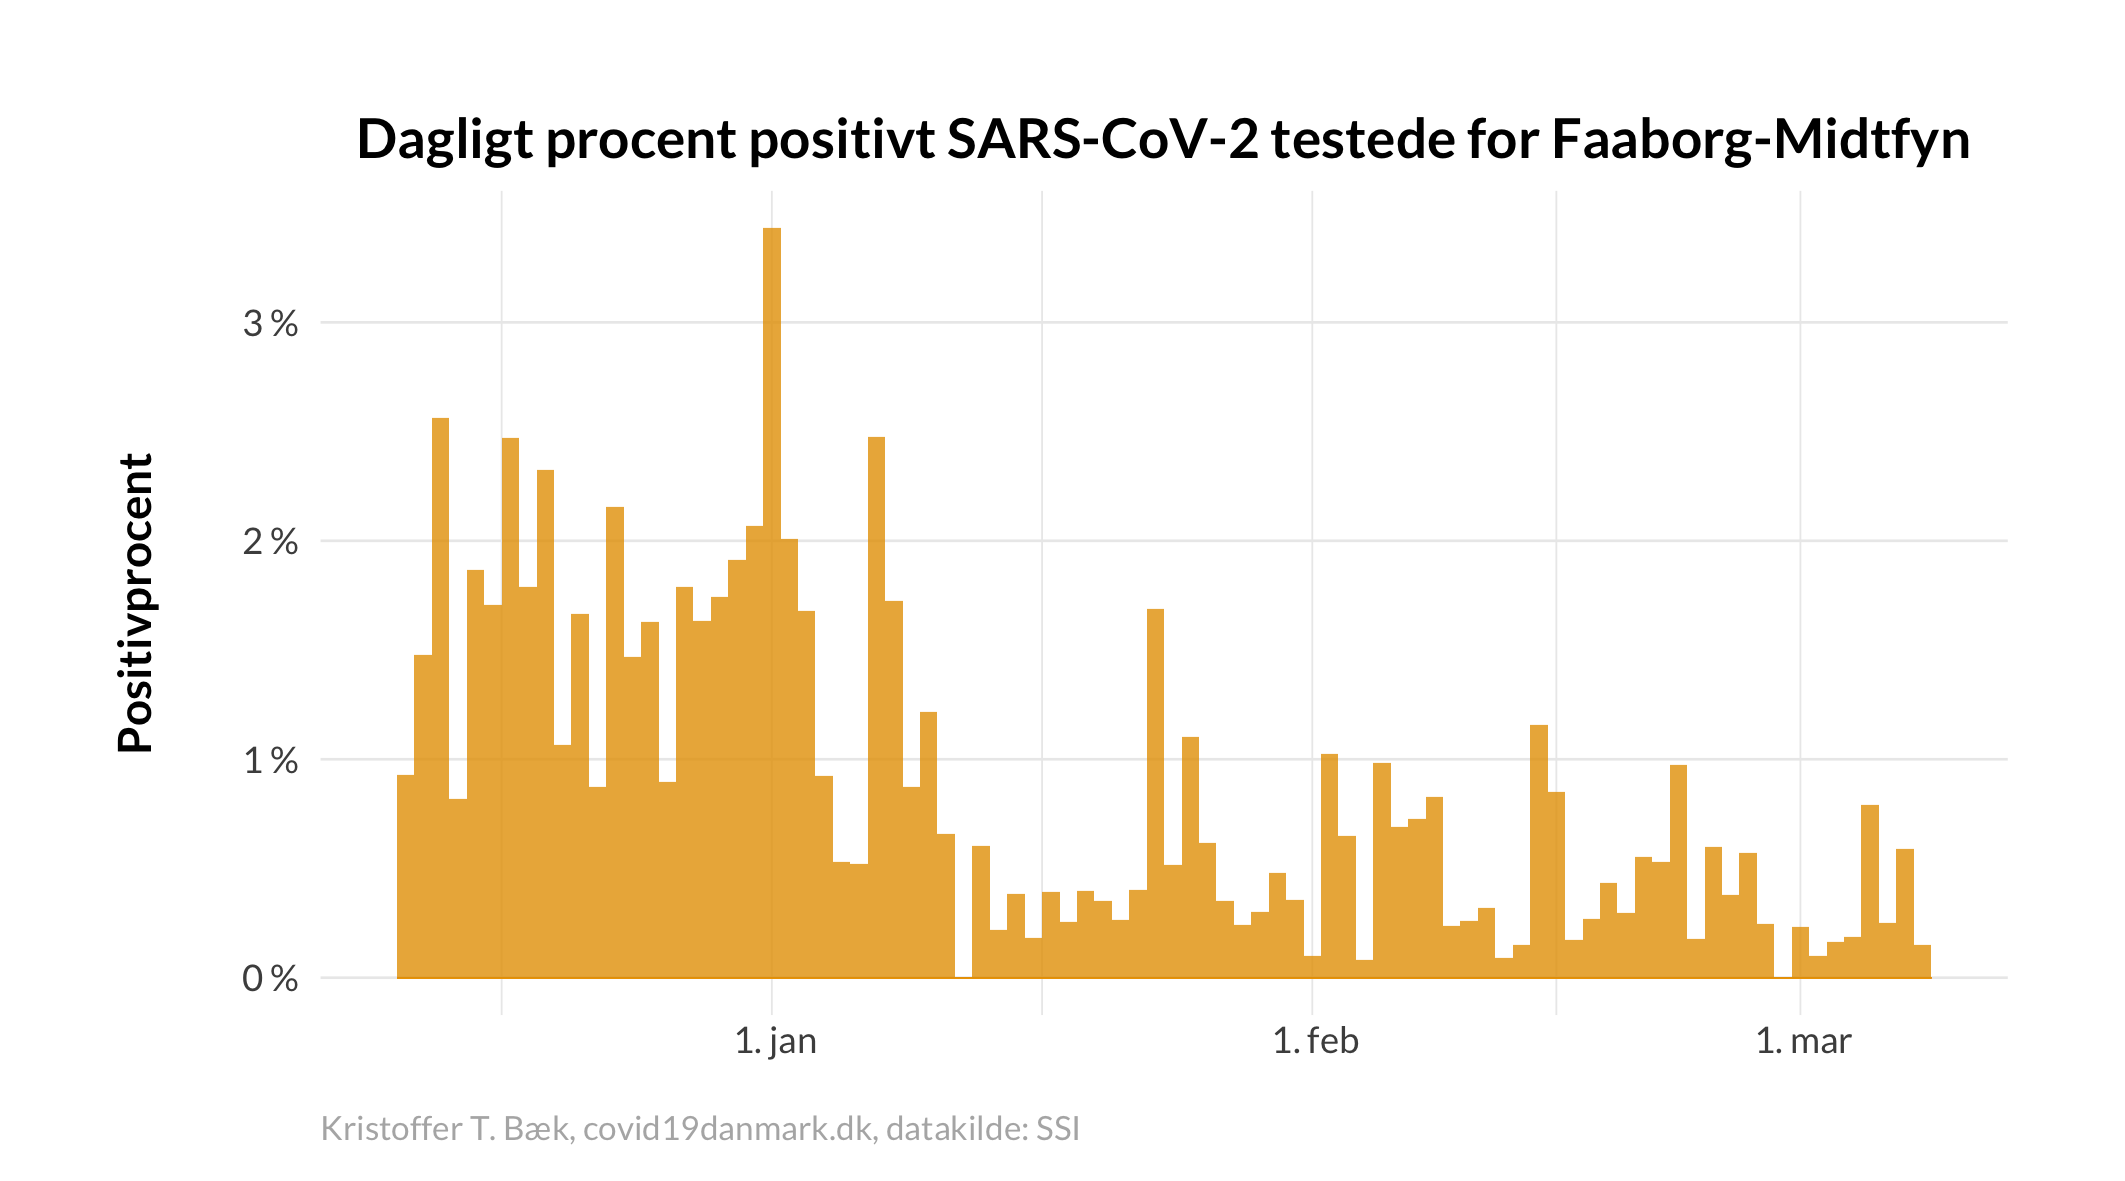 Dagligt procent positivt SARS-CoV-2 testede for Faaborg-Midtfyn
Positivprocent
3 %
2 %
1 %
0 %
1. jan
1. feb
1. mar
Kristoffer T. Bæk, covid19danmark.dk, datakilde: SSI